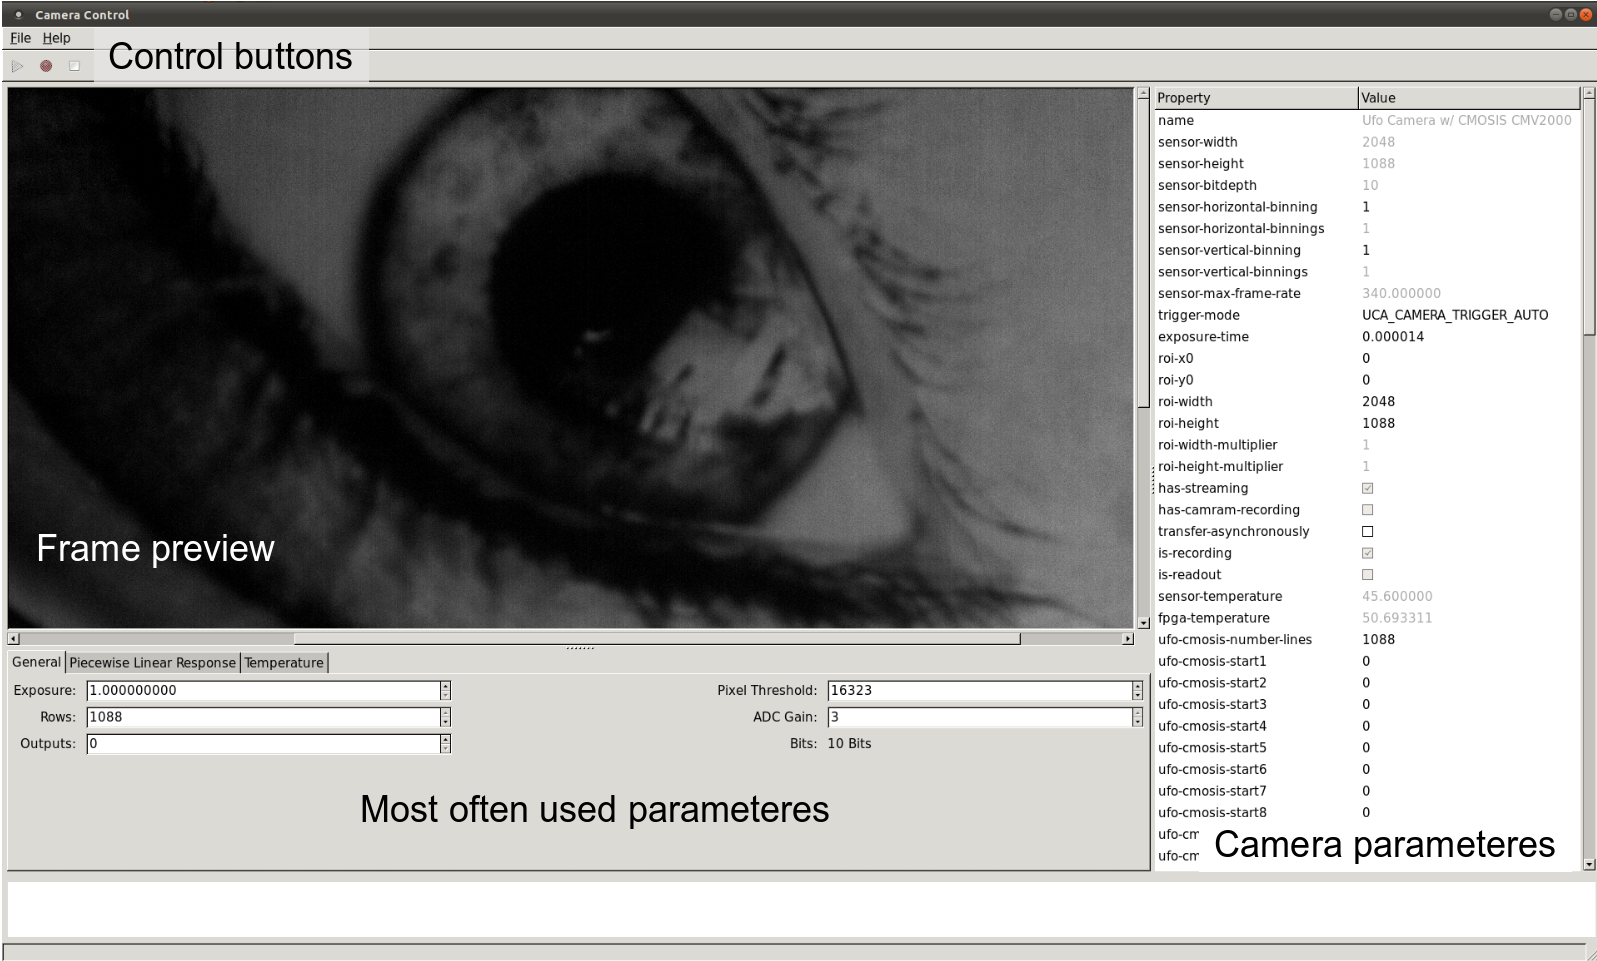 Camera Control
File Help
Control buttons
Frame preview
General Piecewise Linear Response Temperature
Exposure: 1.000000000 Pixel Threshold: 16323
Rows: 1088 ADC Gain: 3
Outputs: 0 Bits: 10 Bits
Most often used parameteres
Property Value
name Ufo Camera w/ CMOSIS CMV2000
sensor-width 2048
sensor-height 1088
sensor-bitdepth 10
sensor-horizontal-binning 1
sensor-horizontal-binnings 1
sensor-vertical-binning 1
sensor-vertical-binnings 1
sensor-max-frame-rate 340.000000
trigger-mode UCA_CAMERA_TRIGGER_AUTO
exposure-time 0.000014
roi-x0 0
roi-y0 0
roi-width 2048
roi-height 1088
roi-width-multiplier 1
roi-height-multiplier 1
has-streaming
has-camram-recording
transfer-asynchronously
is-recording
is-readout
sensor-temperature 45.600000
fpga-temperature 50.693311
ufo-cmosis-number-lines 1088
ufo-cmosis-start1 0
ufo-cmosis-start2 0
ufo-cmosis-start3 0
ufo-cmosis-start4 0
ufo-cmosis-start5 0
ufo-cmosis-start6 0
ufo-cmosis-start7 0
ufo-cmosis-start8 0
ufo-cm
ufo-cm
Camera parameteres